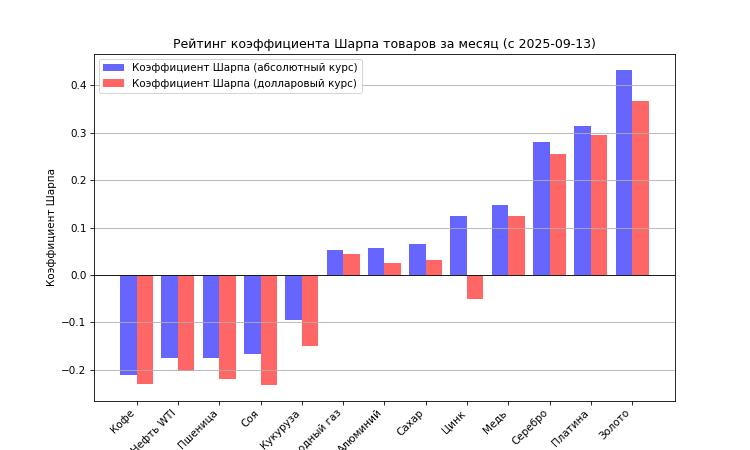 Рейтинг коэффициента Шарпа товаров за месяц (с 2025-09-13)
Коэффициент Шарпа (абсолютный курс)
Коэффициент Шарпа (долларовый курс)
Коэффициент Шарпа
0.4
0.3
0.2
0.1
0.0
−0.1
−0.2
Кофе
Нефть WTI
Пшеница
Соя
Кукуруза
одный газ
Алюминий
Сахар
Цинк
Медь
Серебро
Платина
Золото